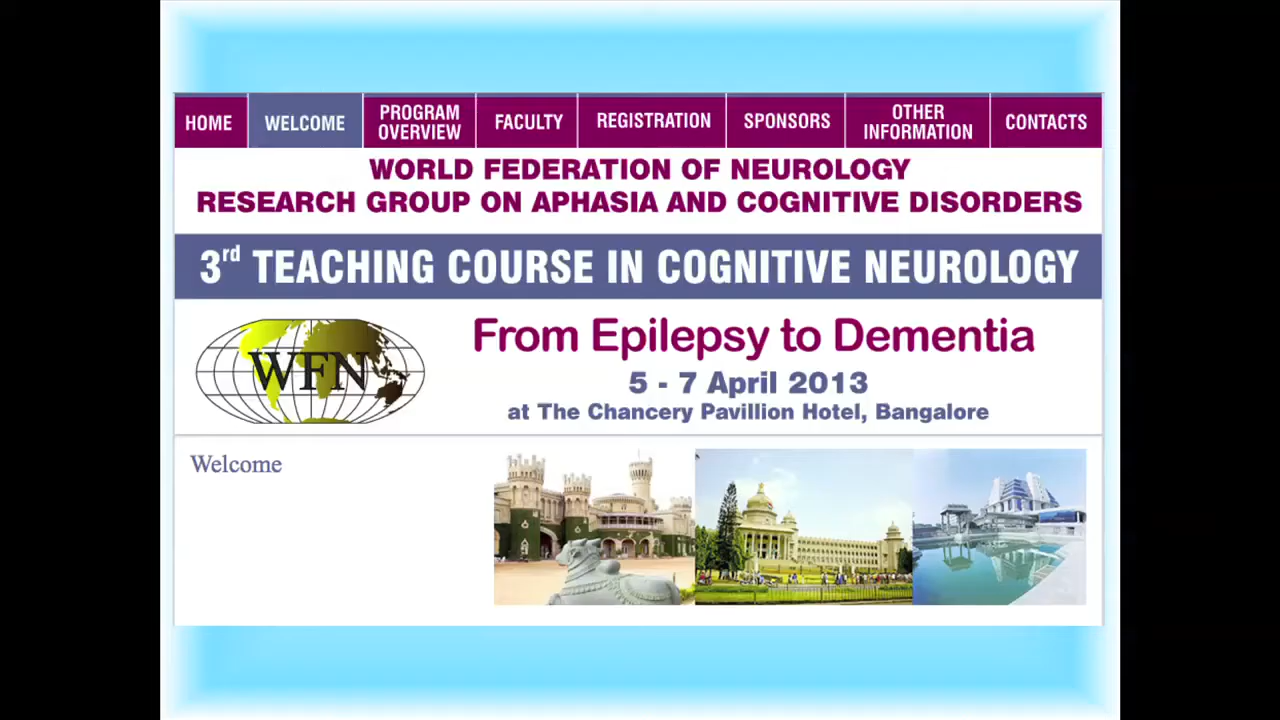 HOME
WELCOME
PROGRAM
OVERVIEW
FACULTY
REGISTRATION
SPONSORS
OTHER
INFORMATION
CONTACTS
WORLD FEDERATION OF NEUROLOGY
RESEARCH GROUP ON APHASIA AND COGNITIVE DISORDERS
3rd TEACHING COURSE IN COGNITIVE NEUROLOGY
WFN
From Epilepsy to Dementia
5 - 7 April 2013
at The Chancery Pavillion Hotel, Bangalore
Welcome